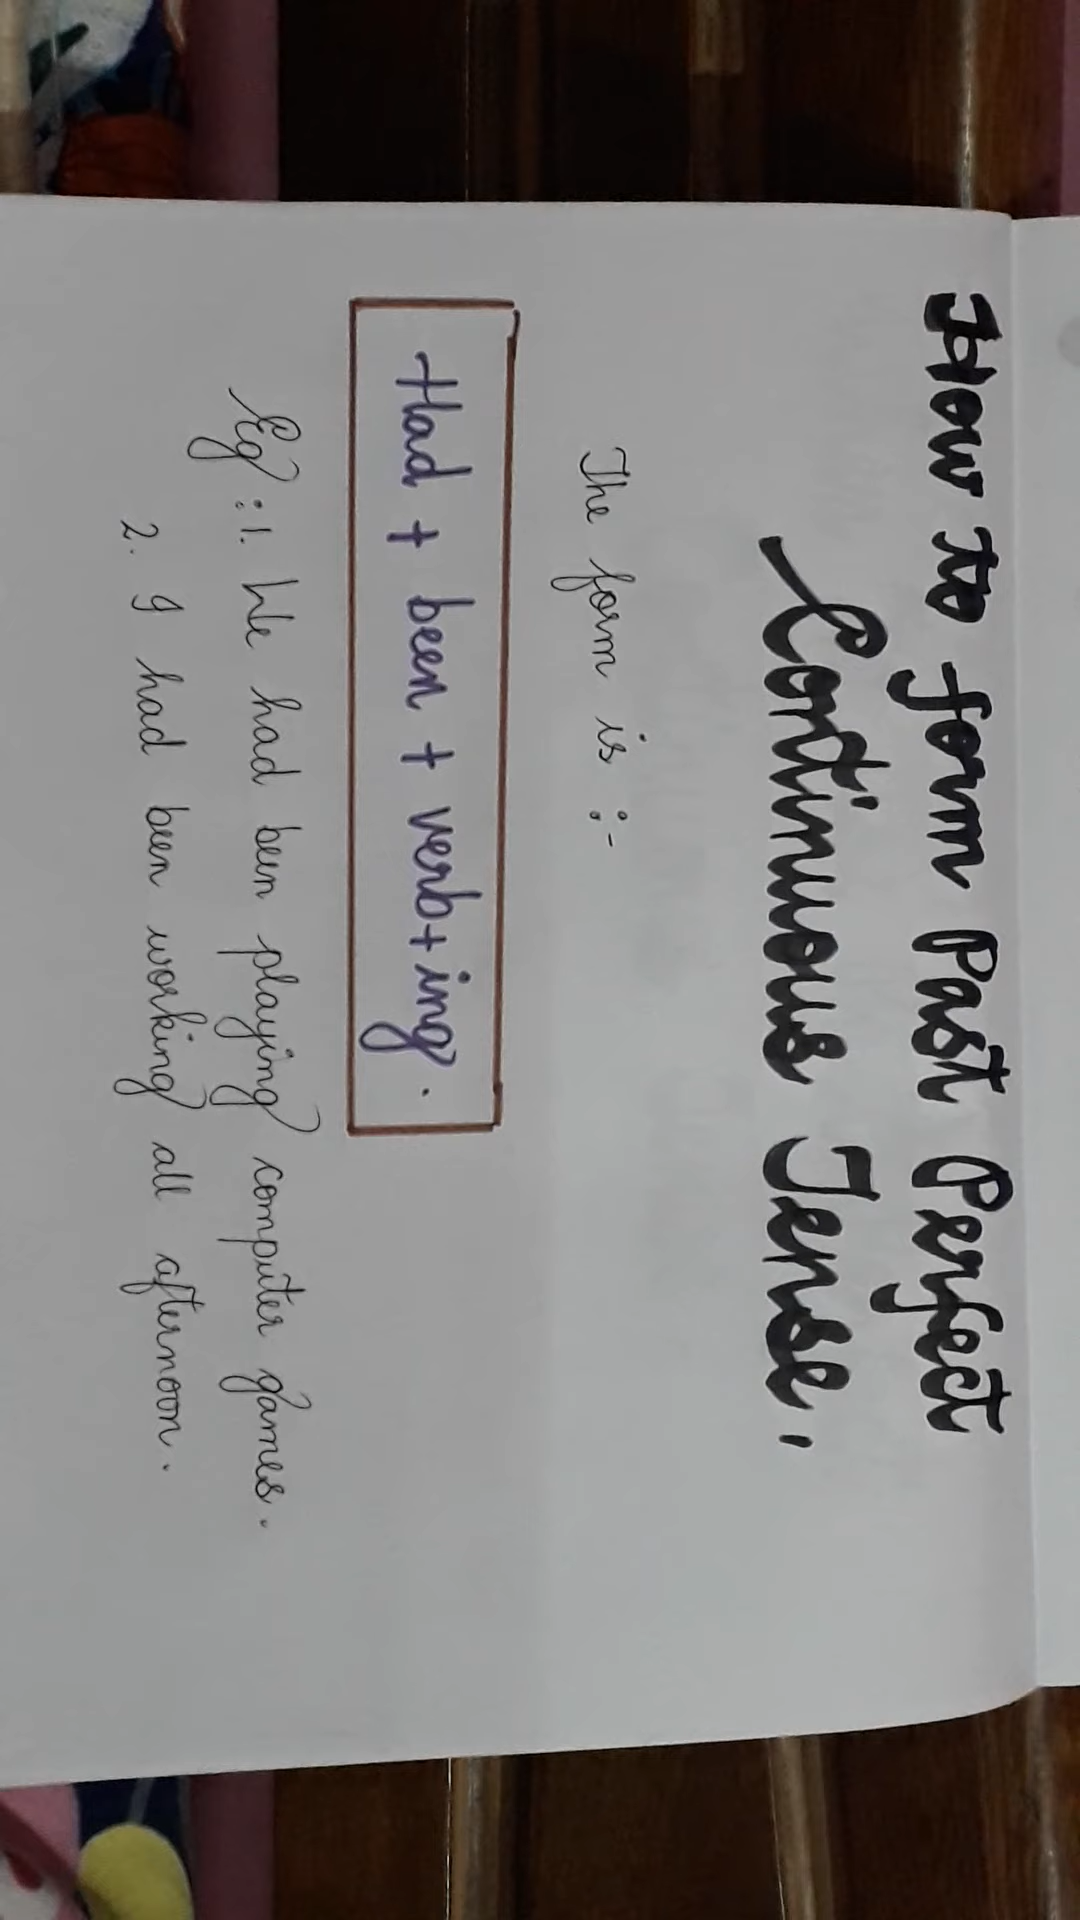 How to form Past Perfect
Continuous Tense.
The form is :-
Had + been + verb+ing.
Eg : 1. We had been playing computer games.
2. I had been working all afternoon.